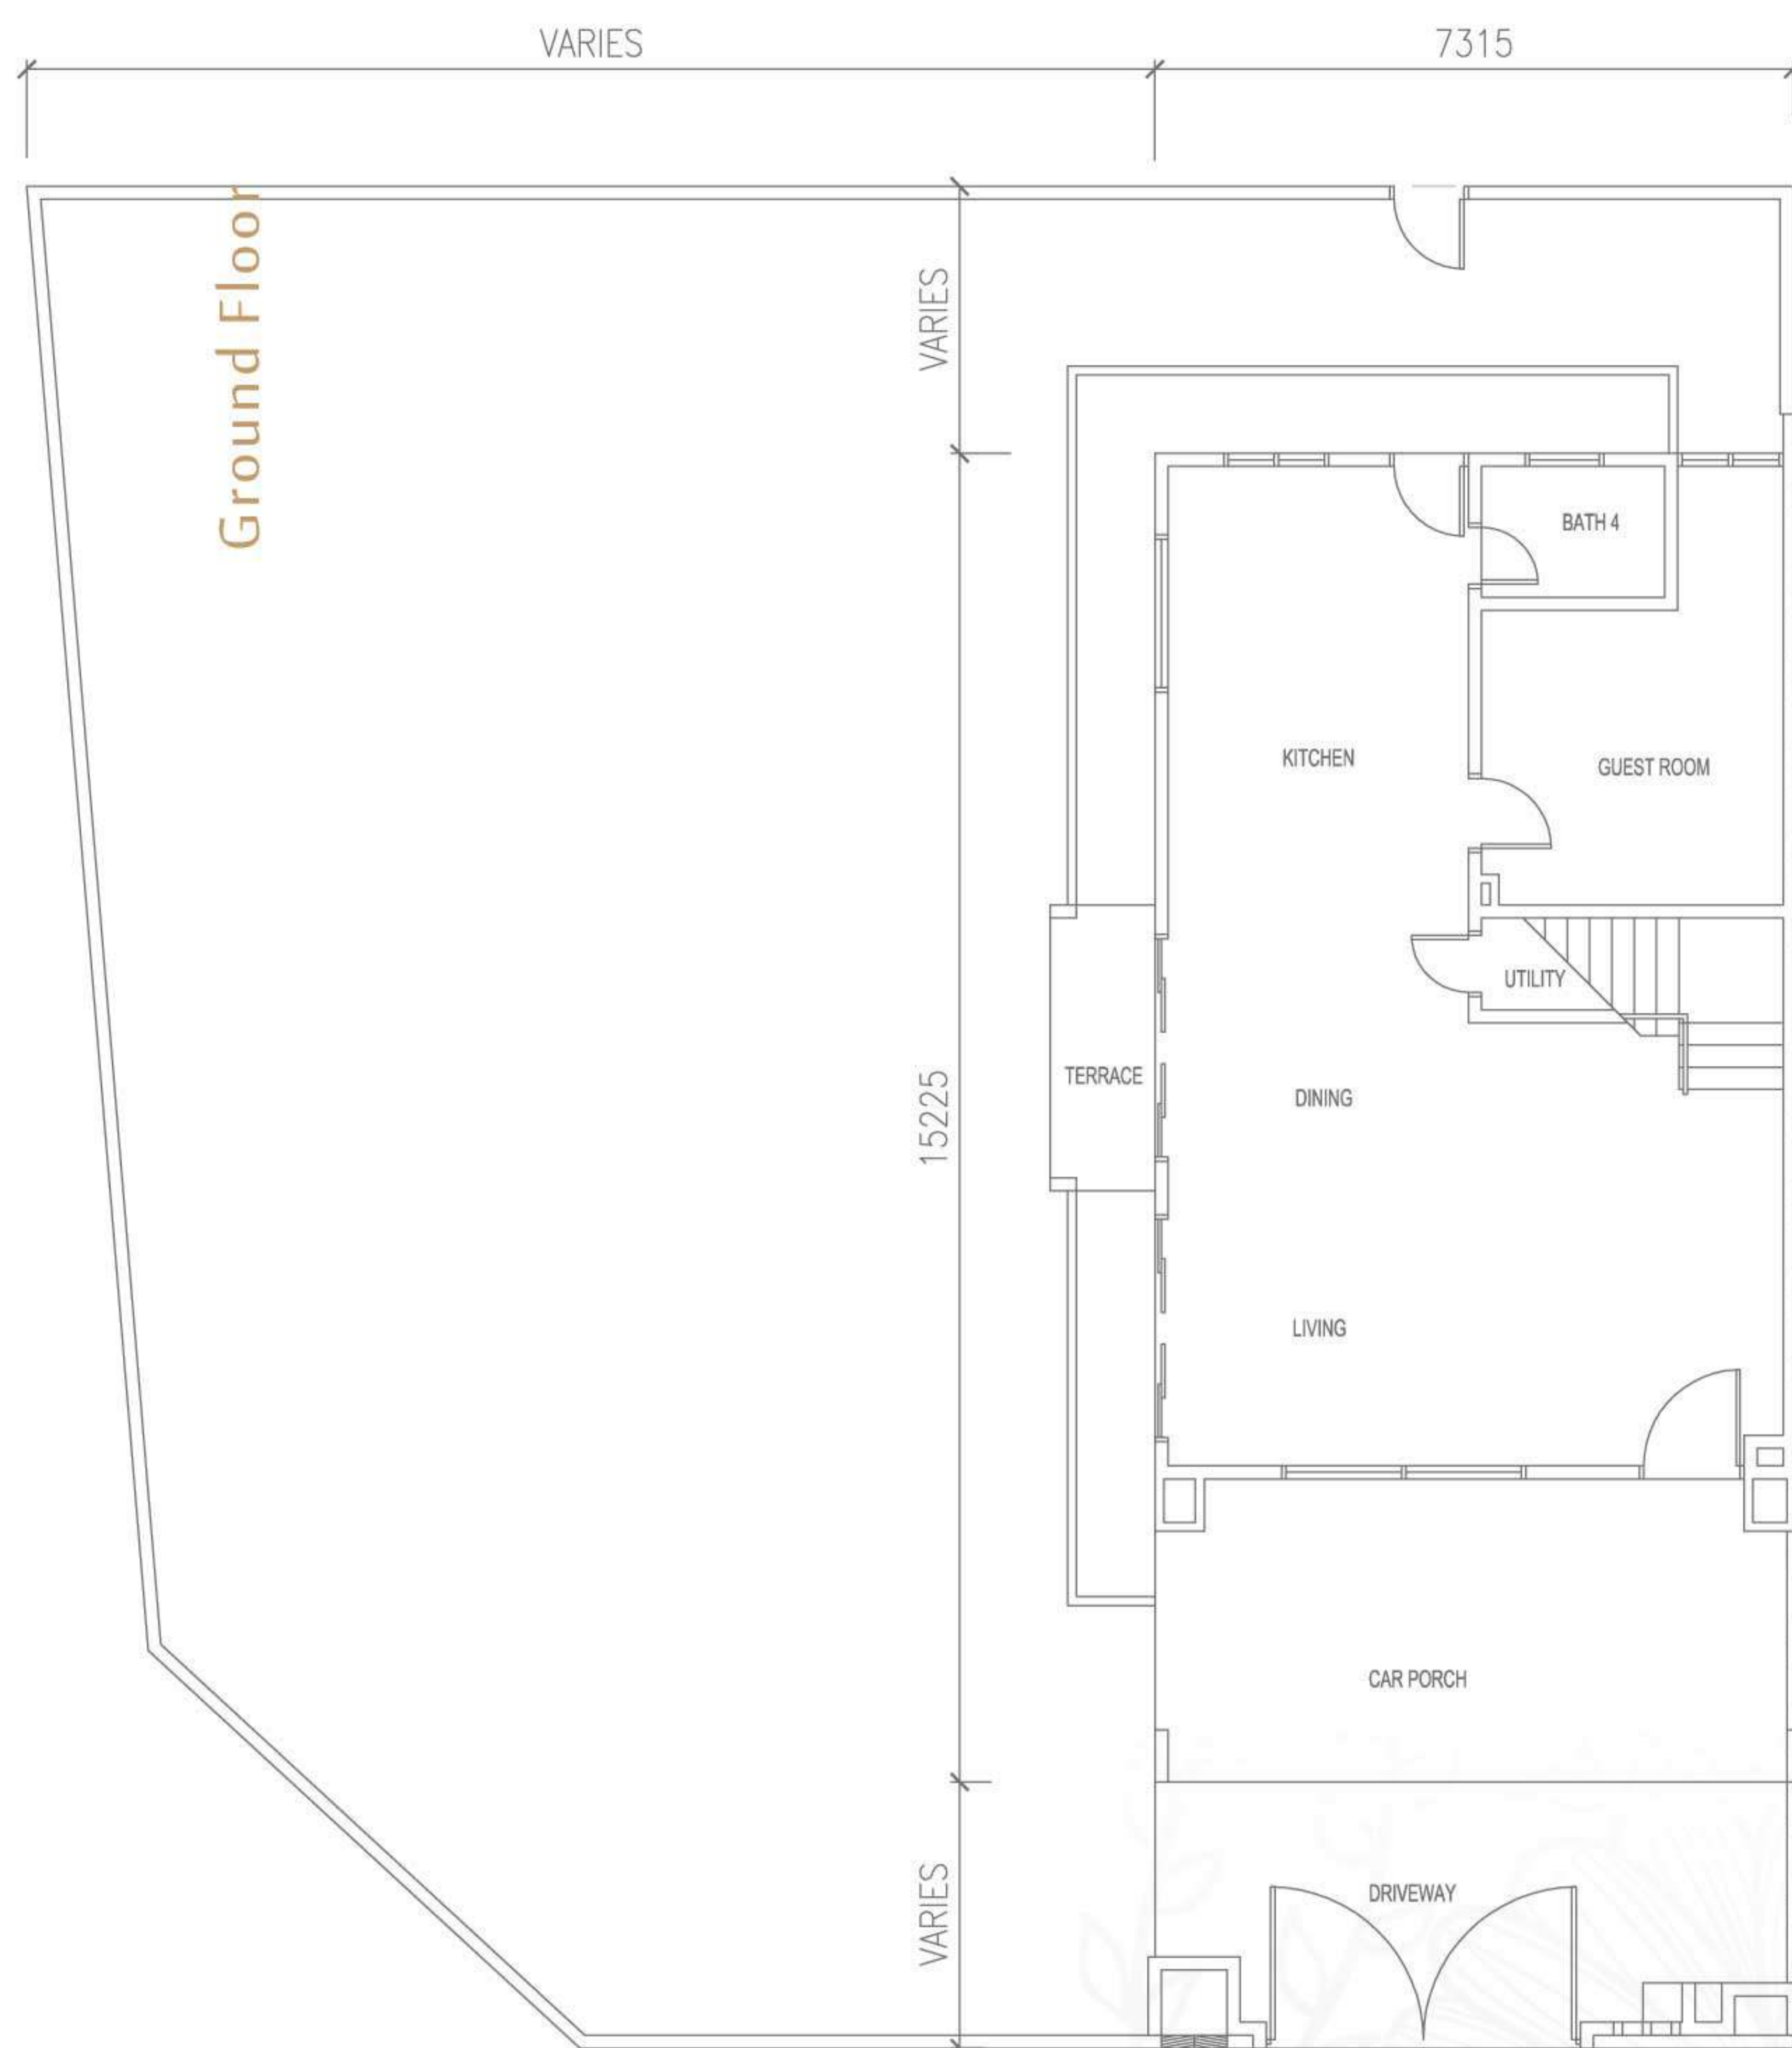 VARIES
7315
Ground Floor
VARIES
BATH 4
KITCHEN
GUEST ROOM
UTILITY
TERRACE
DINING
15225
LIVING
CAR PORCH
DRIVEWAY
VARIES